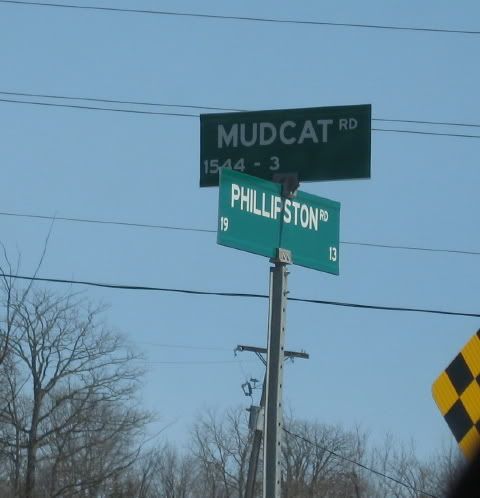 MUDCAT RD
1544 - 3
PHILLIPSTON RD
19 13